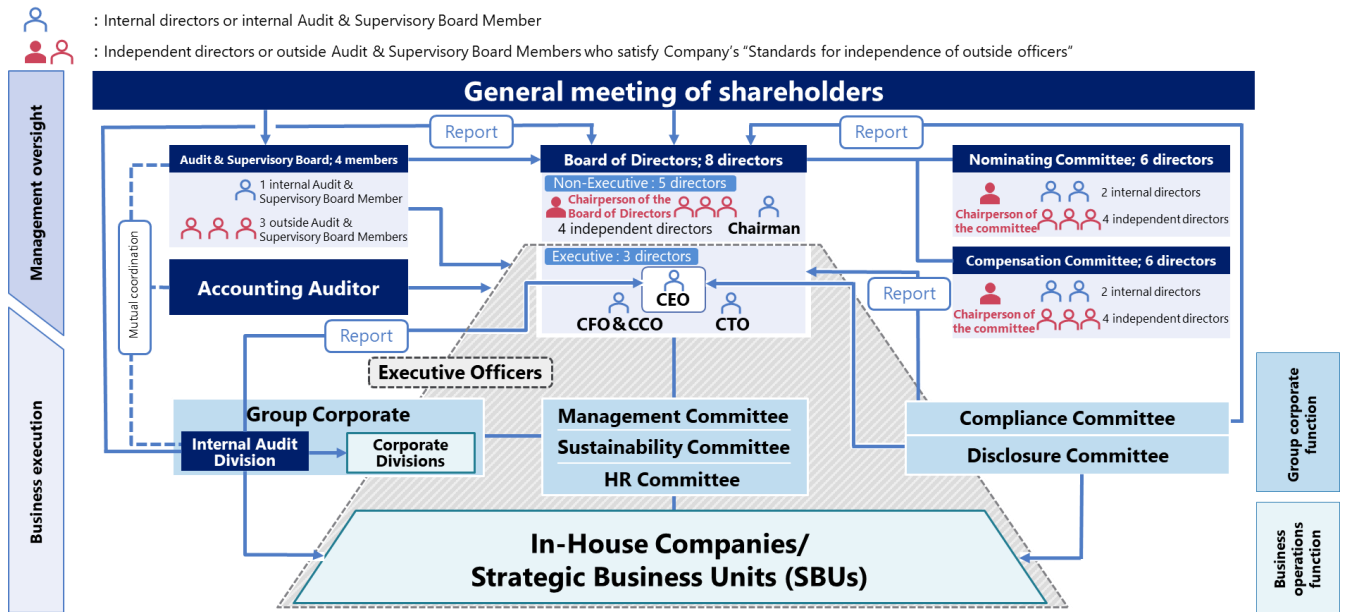 : Internal directors or internal Audit & Supervisory Board Member
: Independent directors or outside Audit & Supervisory Board Members who satisfy Company's "Standards for independence of outside officers"
Management oversight
General meeting of shareholders
Report
Report
Audit & Supervisory Board; 4 members
1 internal Audit &
Supervisory Board Member
3 outside Audit &
Supervisory Board Members
Board of Directors; 8 directors
Non-Executive : 5 directors
Chairperson of the
Board of Directors
4 independent directors
Chairman
Nominating Committee; 6 directors
2 internal directors
Chairperson of
the committee
4 independent directors
Mutual coordination
Accounting Auditor
Executive : 3 directors
CEO
CFO & CCO
CTO
Compensation Committee; 6 directors
2 internal directors
Chairperson of
the committee
4 independent directors
Report
Report
Business execution
Executive Officers
Group Corporate
Internal Audit
Division
Corporate
Divisions
Management Committee
Sustainability Committee
HR Committee
Compliance Committee
Disclosure Committee
Group corporate
function
In-House Companies/
Strategic Business Units (SBUs)
Business
operations
function